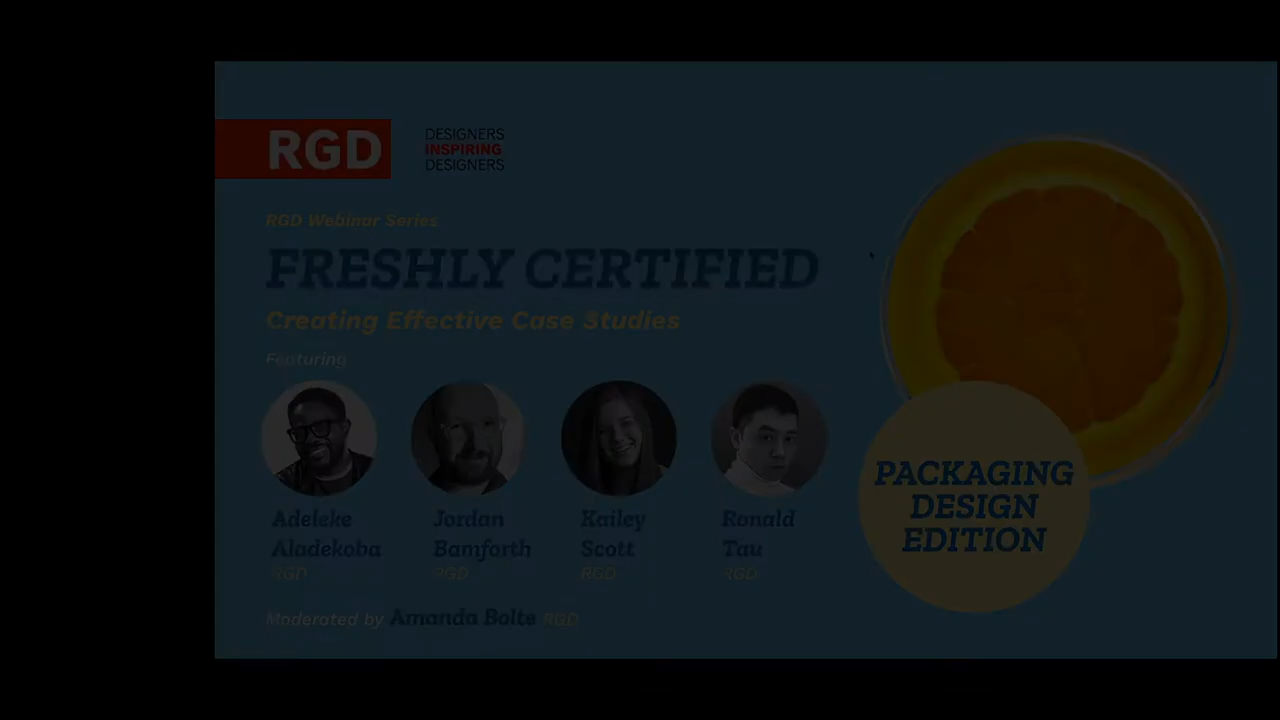 RGD
DESIGNERS
INSPIRING
DESIGNERS
RGD Webinar Series
FRESHLY CERTIFIED
Creating Effective Case Studies
Featuring
Adeleke
Aladekoba
RGD
Jordan
Bamforth
RGD
Kailey
Scott
RGD
Ronald
Tau
RGD
Moderated by Amanda Bolte RGD
PACKAGING
DESIGN
EDITION